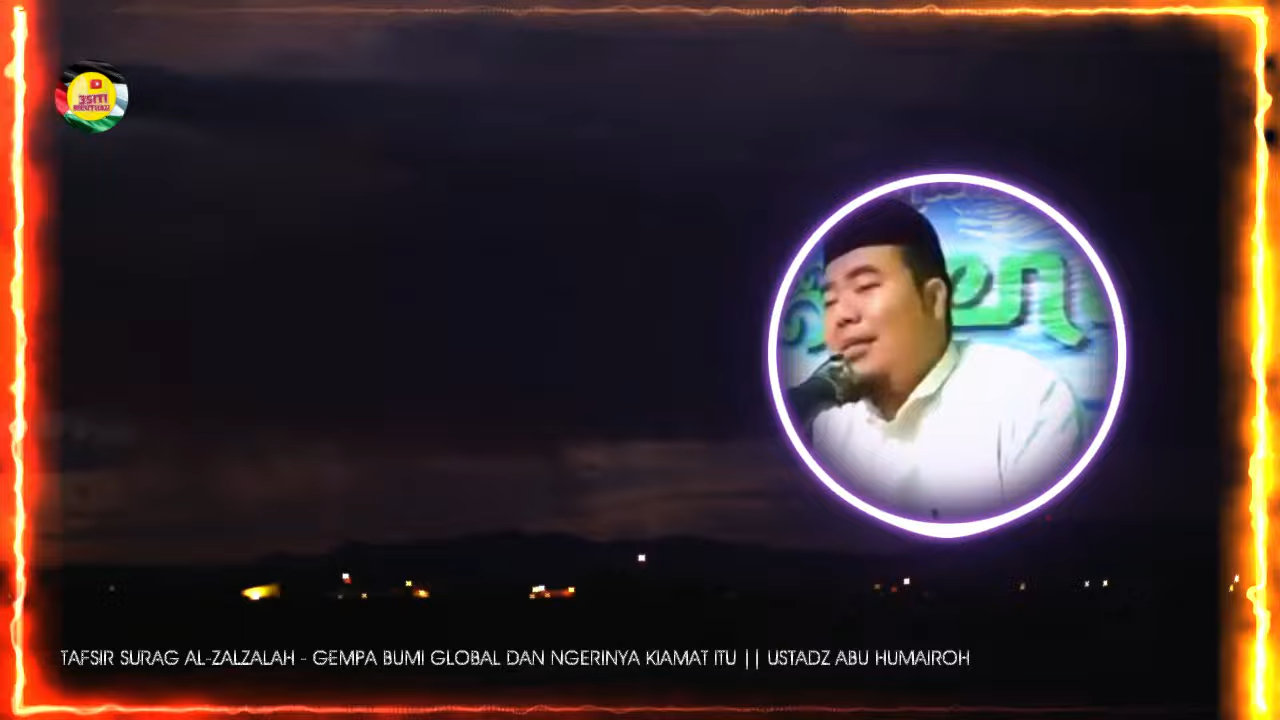 TAFSIR SURAG AL-ZALZALAH - GEMPA BUMI GLOBAL DAN NGERINYA KIAMAT ITU || USTADZ ABU HUMAIROH